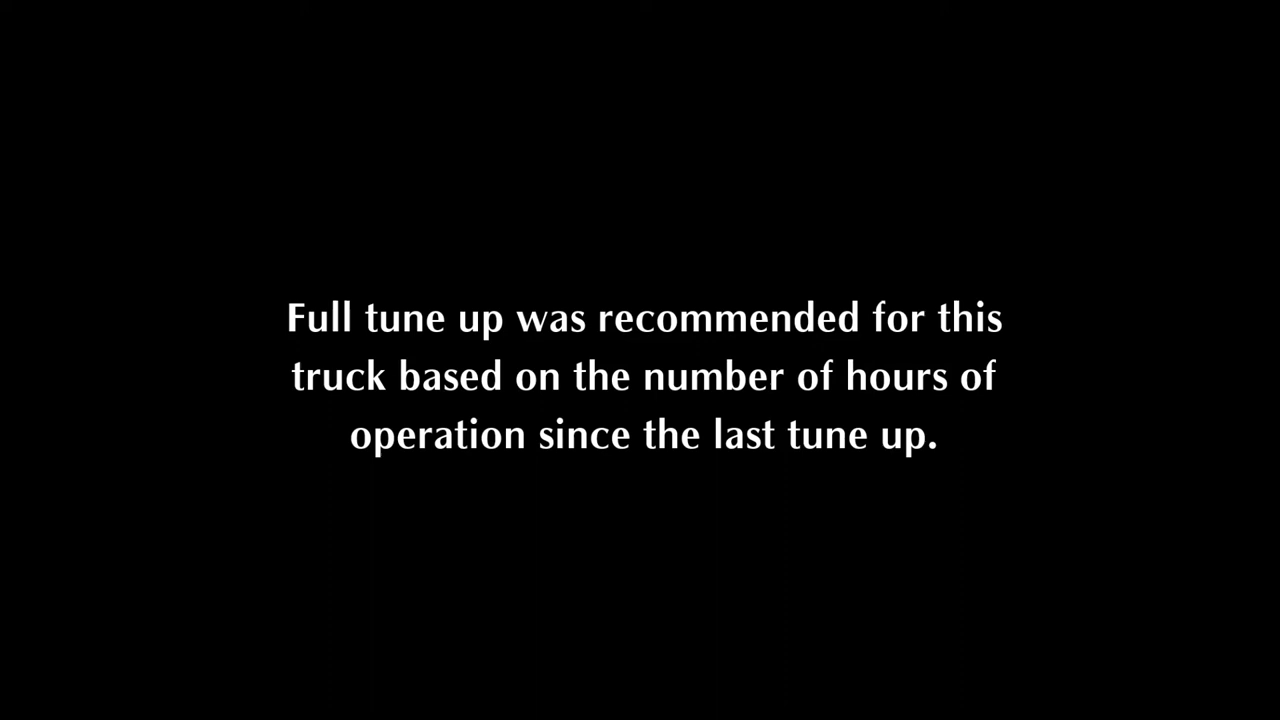 Full tune up was recommended for this
truck based on the number of hours of
operation since the last tune up.